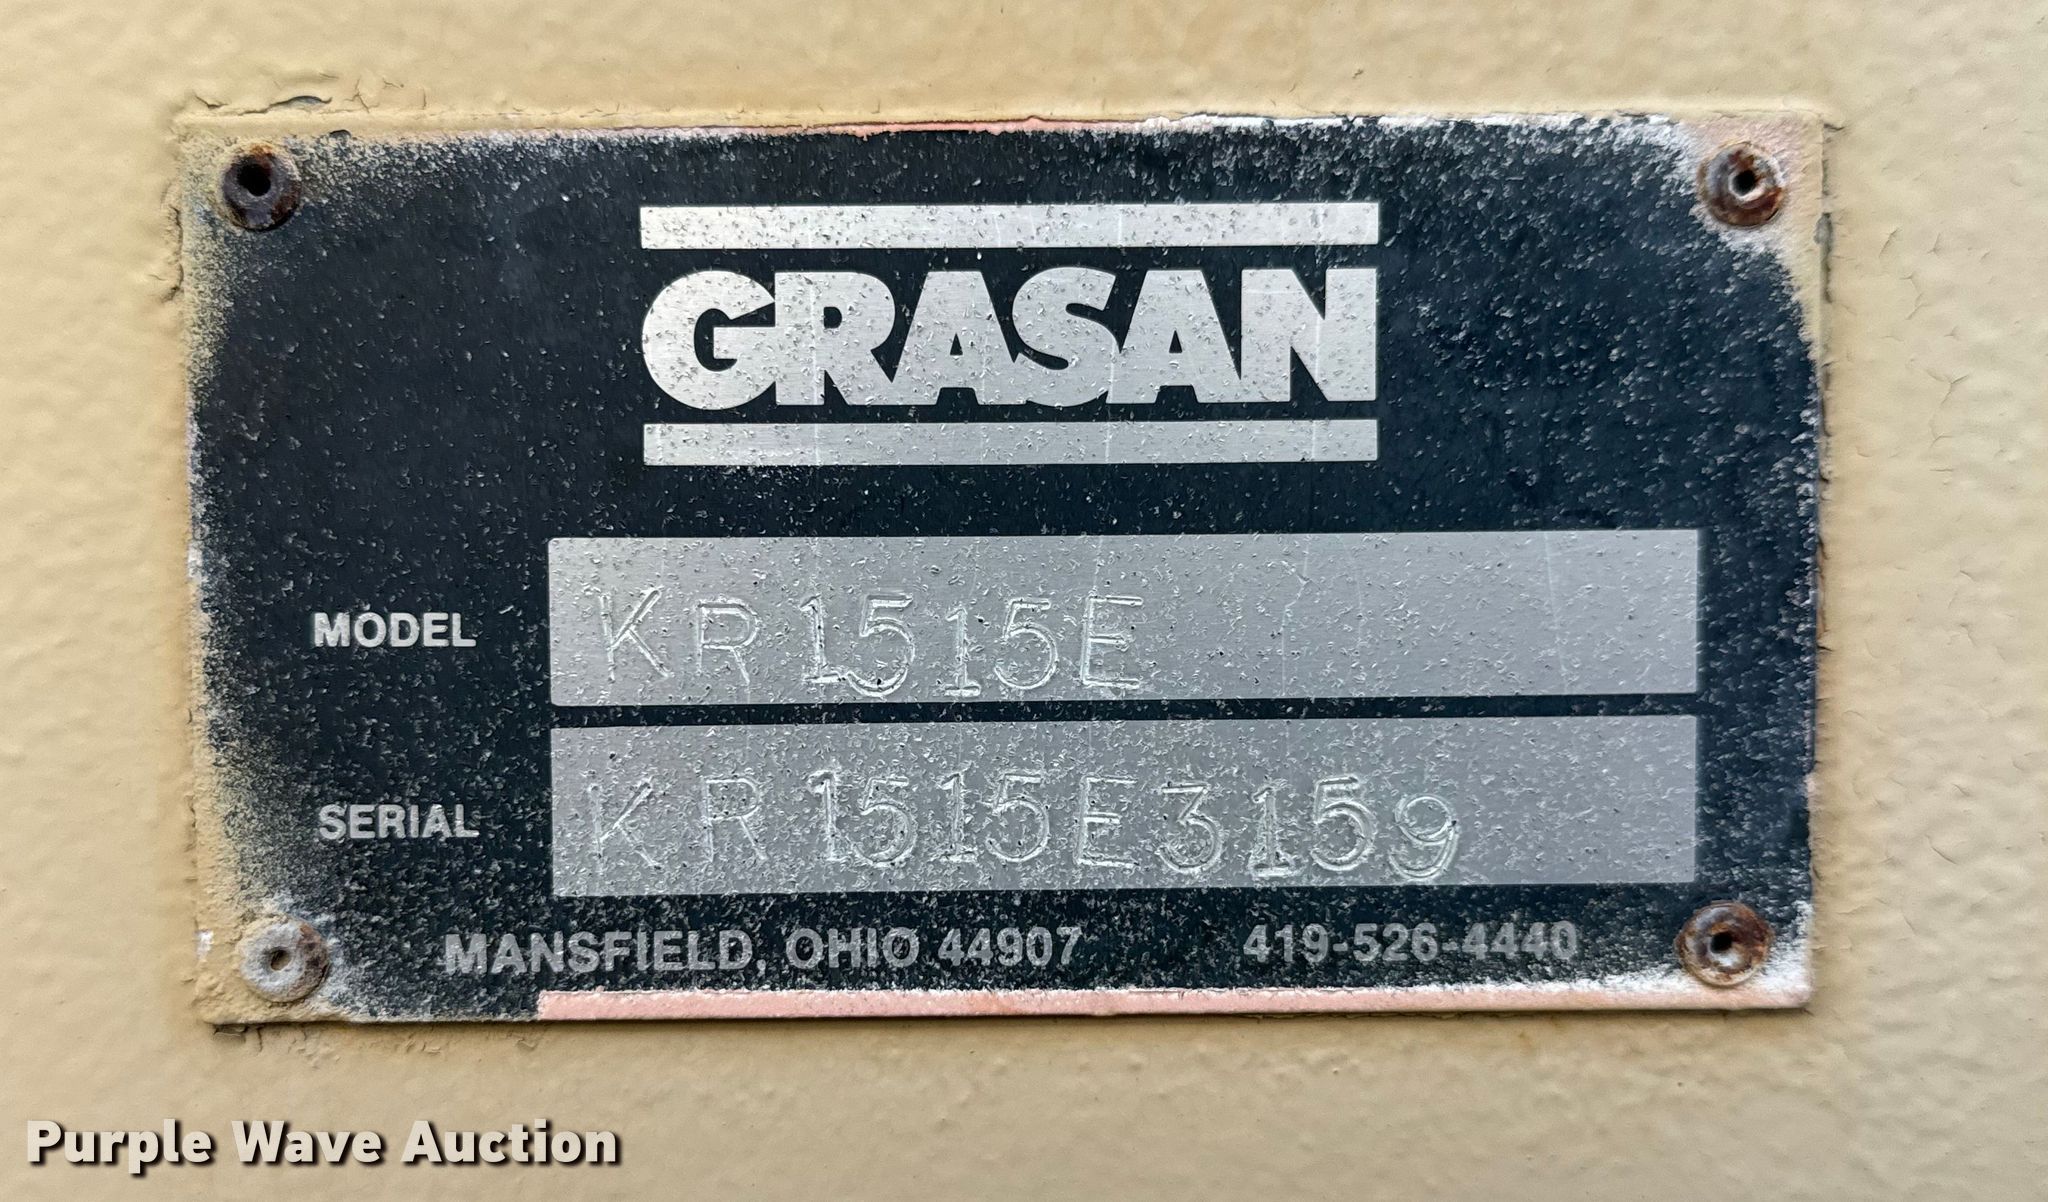 GRASAN
MODEL KR1515E
SERIAL KR1515E3159
MANSFIELD, OHIO 44907 419-526-4440
Purple Wave Auction